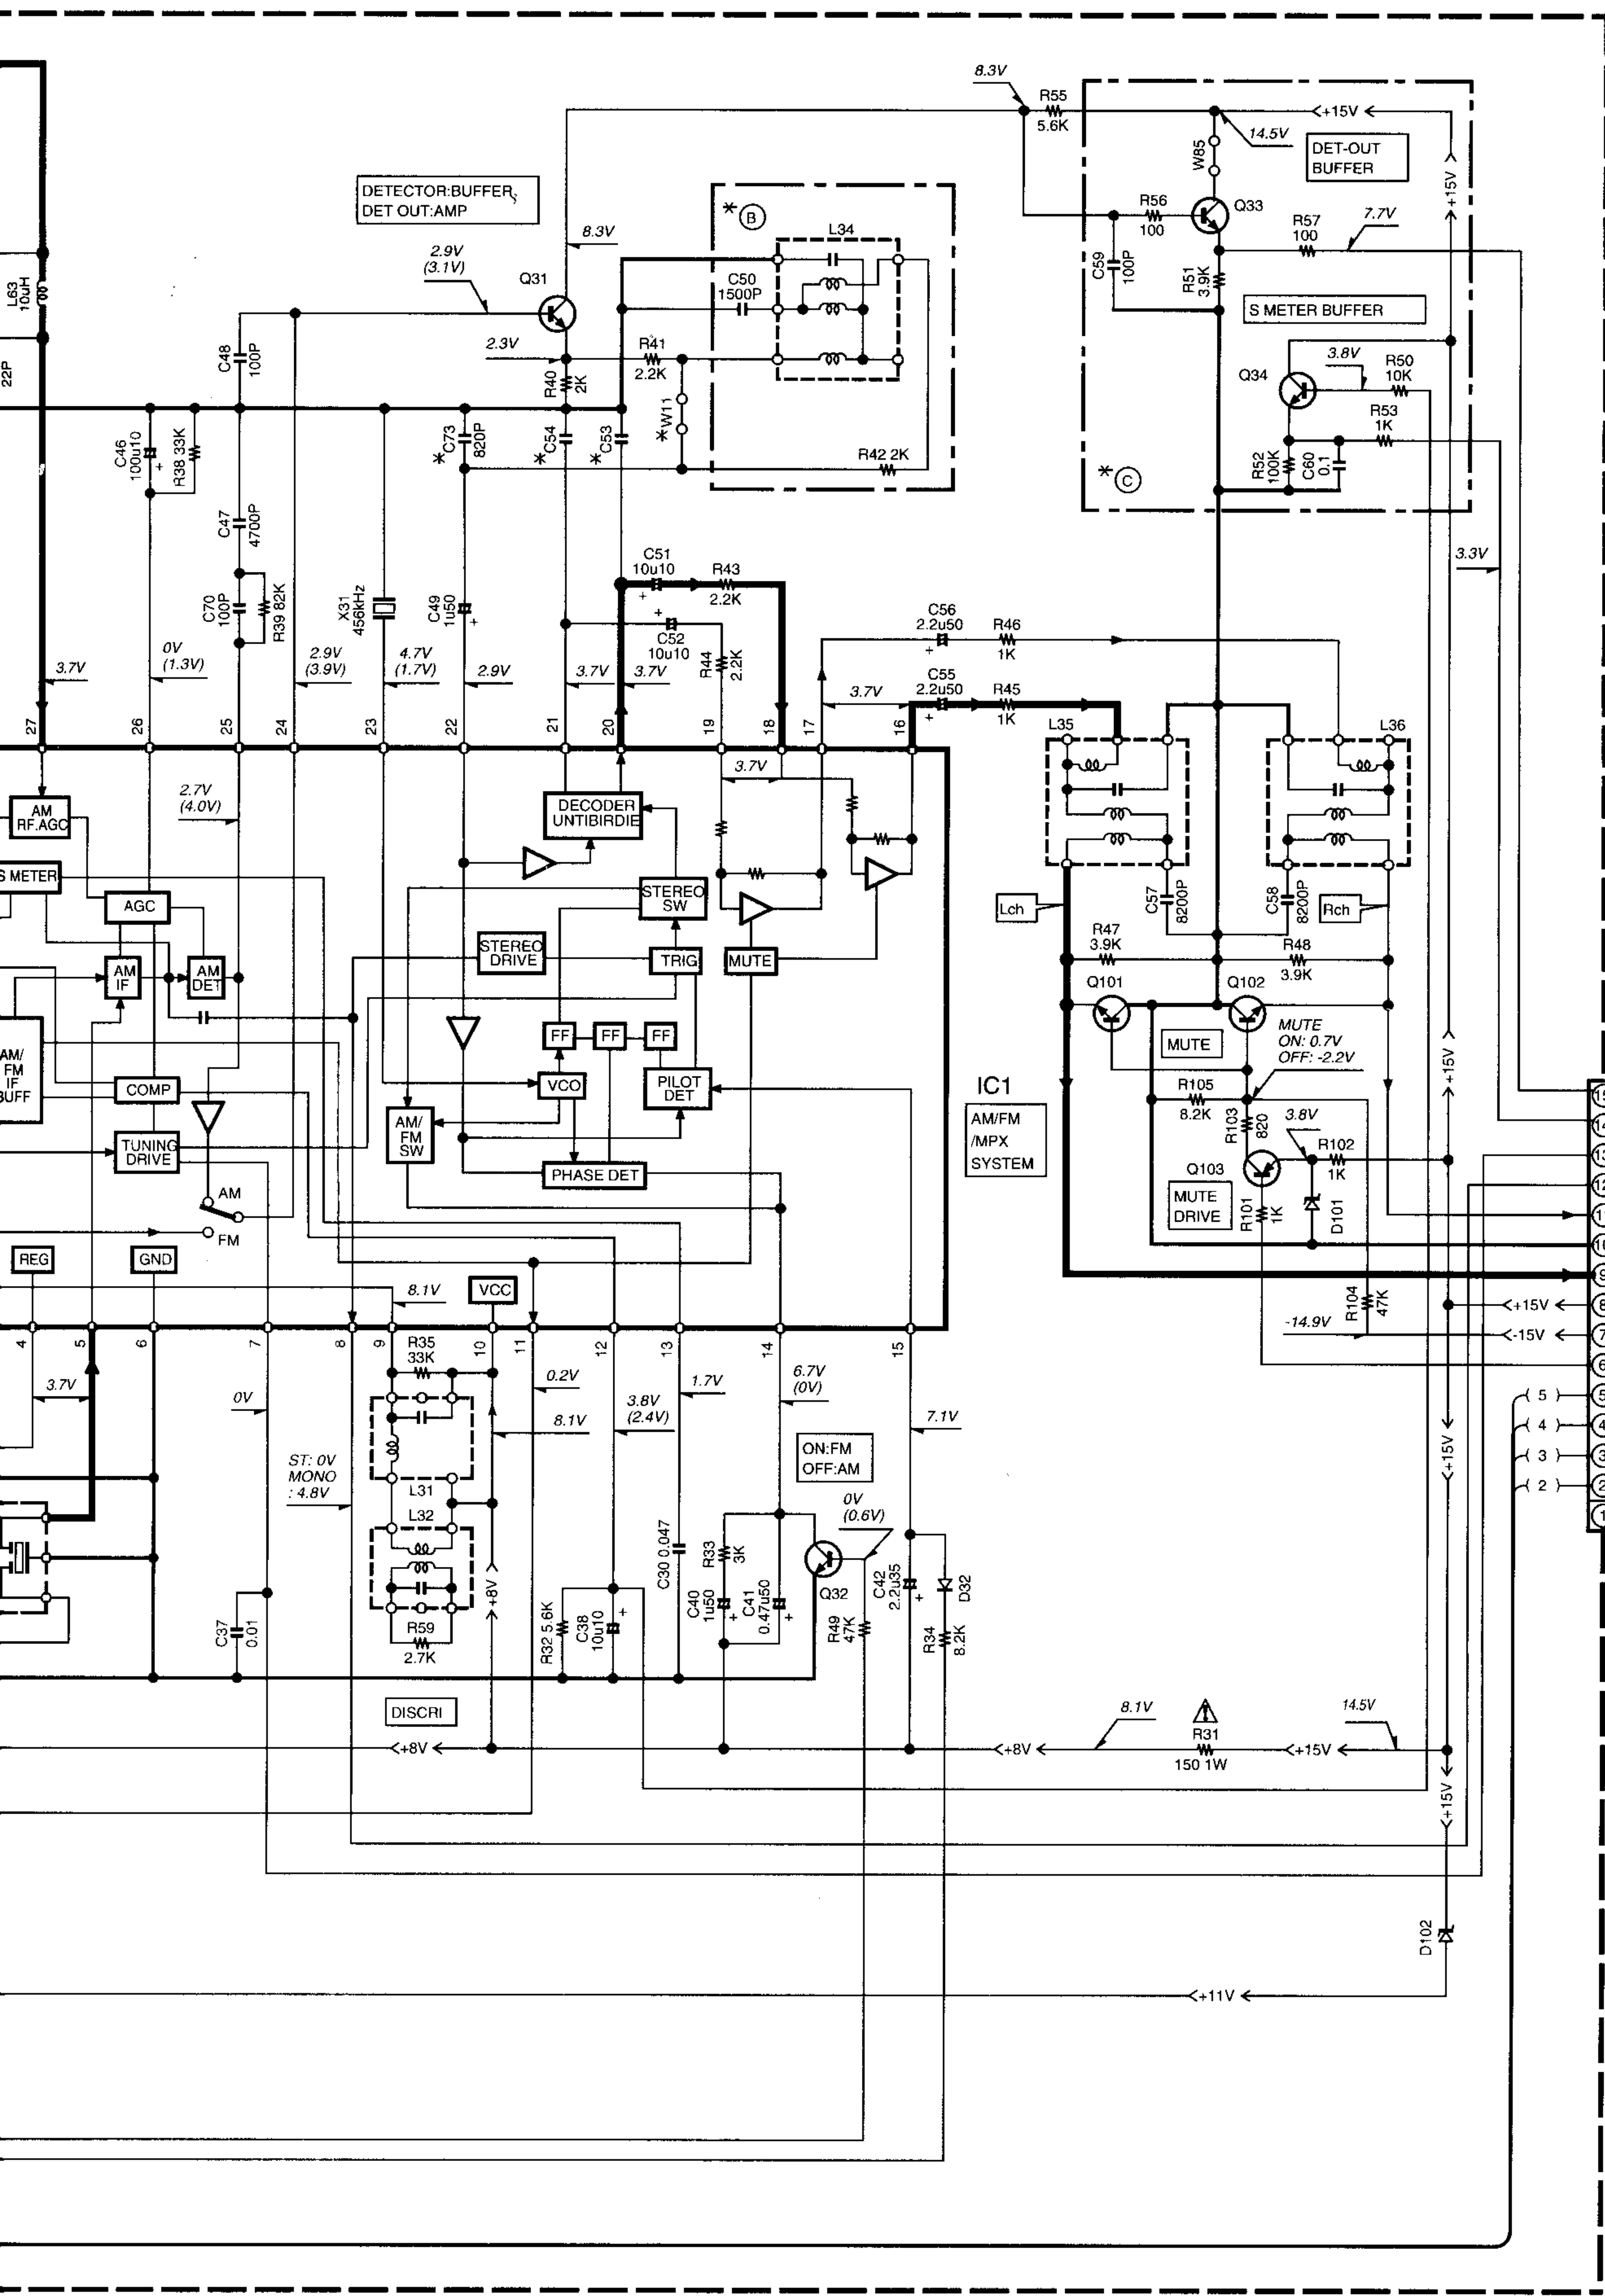 8.3V
R55
5.6K
+15V
14.5V
DET-OUT
BUFFER
W85
+15V
DETECTOR:BUFFER,
DET OUT:AMP
* B
L34
8.3V
R56
100
Q33
R57
100
7.7V
2.9V
(3.1V)
Q31
C50
1500P
C59
100P
R51
3.9K
L63
10uH
S METER BUFFER
22P
C48
100P
2.3V
R41
2.2K
R40
2K
3.8V
R50
10K
Q34
R53
1K
*W11
C46
100u10
+
R38 33K
*C73
820P
*C54
*C53
R42 2K
R52
100K
C60
0.1
* C
C47
4700P
3.3V
C51
10u10
+
R43
2.2K
C70
100P
R39 82K
X31
456kHz
C49
1u50
+
+
C52
10u10
R44
2.2K
C56
2.2u50
+
R46
1K
3.7V
0V
(1.3V)
2.9V
(3.9V)
4.7V
(1.7V)
2.9V
3.7V
3.7V
3.7V
C55
2.2u50
+
R45
1K
27
26
25
24
23
22
21
20
19
18
17
16
L35
L36
3.7V
2.7V
(4.0V)
AM
RF.AGC
DECODER
UNTIBIRDIE
S METER
AGC
STEREO
SW
Lch
C57
8200P
C58
8200P
Rch
STEREO
DRIVE
TRIG
MUTE
R47
3.9K
R48
3.9K
AM
IF
AM
DET
Q101
Q102
FF
FF
FF
MUTE
MUTE
ON: 0.7V
OFF: -2.2V
+15V
AM/
FM
IF
BUFF
COMP
VCO
PILOT
DET
IC1
R105
8.2K
R103
820
3.8V
AM/
FM
SW
AM/FM
/MPX
SYSTEM
TUNING
DRIVE
PHASE DET
Q103
R102
1K
MUTE
DRIVE
R101
1K
D101
AM
FM
REG
GND
VCC
8.1V
R104
47K
+15V
-14.9V
-15V
4
5
6
7
8
9
R35
33K
10
11
12
13
14
15
8
7
6
5
5
4
4
3
3
2
2
1
3.7V
0V
0.2V
1.7V
6.7V
(0V)
3.8V
(2.4V)
8.1V
7.1V
ON:FM
OFF:AM
ST: 0V
MONO
: 4.8V
L31
L32
0V
(0.6V)
+15V
+8V
C30 0.047
R33
3K
C40
1u50
+
C41
0.47u50
+
Q32
C42
2.2u35
+
D32
C37
0.01
R59
2.7K
R32 5.6K
C38
10u10
+
R49
47K
R34
8.2K
DISCRI
8.1V
R31
150 1W
14.5V
+8V
+8V
+15V
+15V
D102
+11V